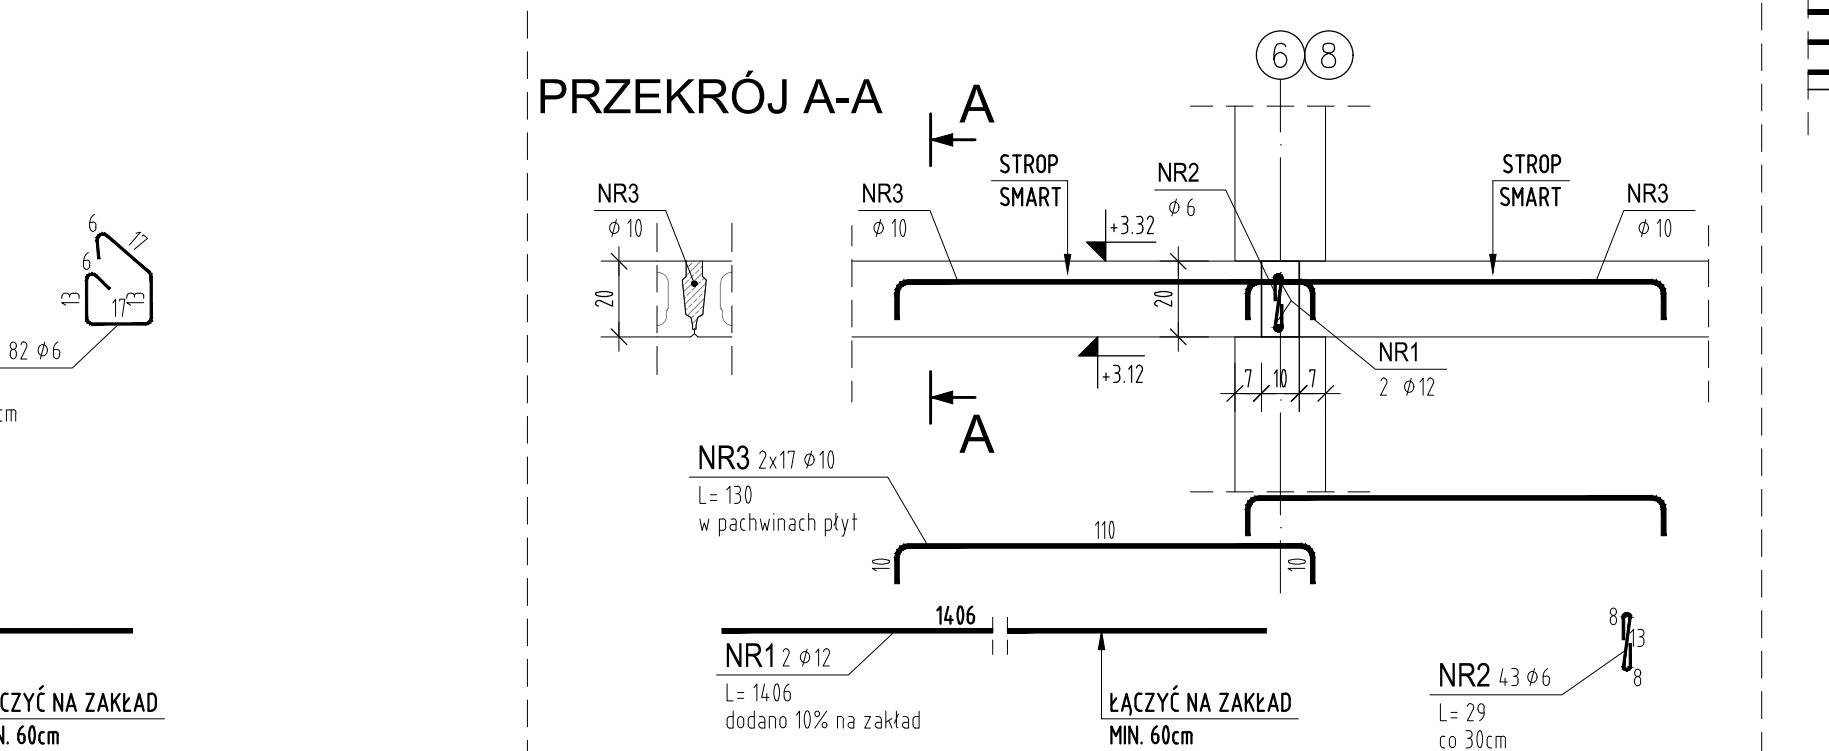 6
17
6
13
17
13
82 ϕ6
cm
CZYĆ NA ZAKŁAD
N. 60cm
PRZEKRÓJ A-A
NR3
ϕ 10
20
A
6 8
STROP
SMART
NR3
ϕ 10
NR2
ϕ 6
+3.32
STROP
SMART
NR3
ϕ 10
20
+3.12
7 10 7
NR1
2 ϕ12
A
NR3 2x17 ϕ10
L= 130
w pachwinach płyt
110
10
10
1406
NR1 2 ϕ12
L= 1406
dodano 10% na zakład
ŁĄCZYĆ NA ZAKŁAD
MIN. 60cm
8
13
8
NR2 43 ϕ6
L= 29
co 30cm